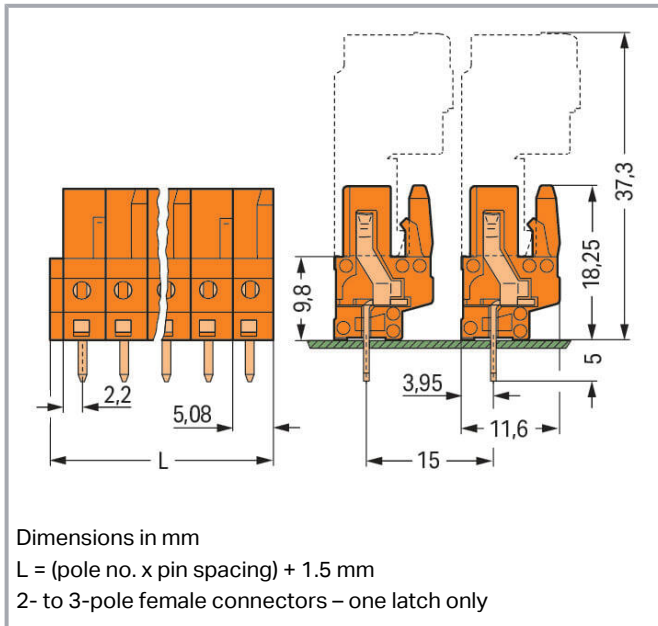 37,3
18,25
9,8
5
2,2
3,95
5,08
11,6
L
15
Dimensions in mm
L = (pole no. x pin spacing) + 1.5 mm
2- to 3-pole female connectors – one latch only